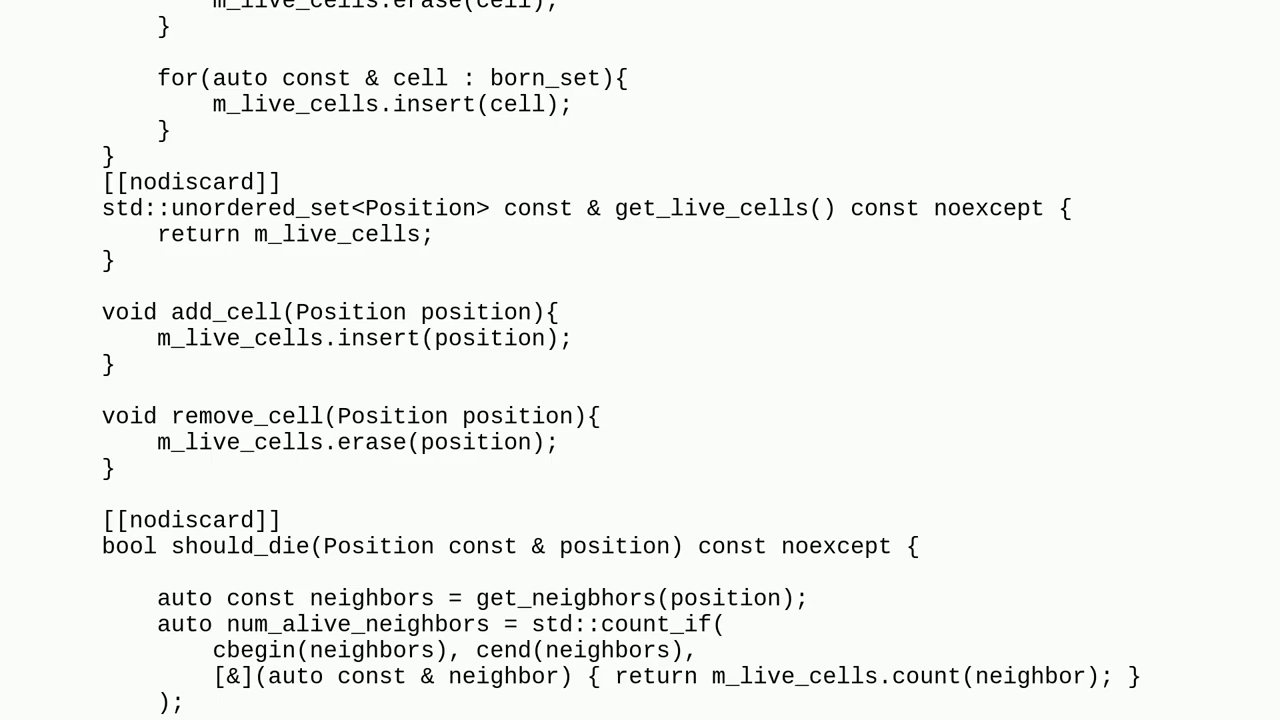 m_live_cells.erase(cell);
}
for(auto const & cell : born_set){
m_live_cells.insert(cell);
}
}
[[nodiscard]]
std::unordered_set<Position> const & get_live_cells() const noexcept {
return m_live_cells;
}
void add_cell(Position position){
m_live_cells.insert(position);
}
void remove_cell(Position position){
m_live_cells.erase(position);
}
[[nodiscard]]
bool should_die(Position const & position) const noexcept {
auto const neighbors = get_neigbhors(position);
auto num_alive_neighbors = std::count_if(
cbegin(neighbors), cend(neighbors),
[&](auto const & neighbor) { return m_live_cells.count(neighbor); }
);